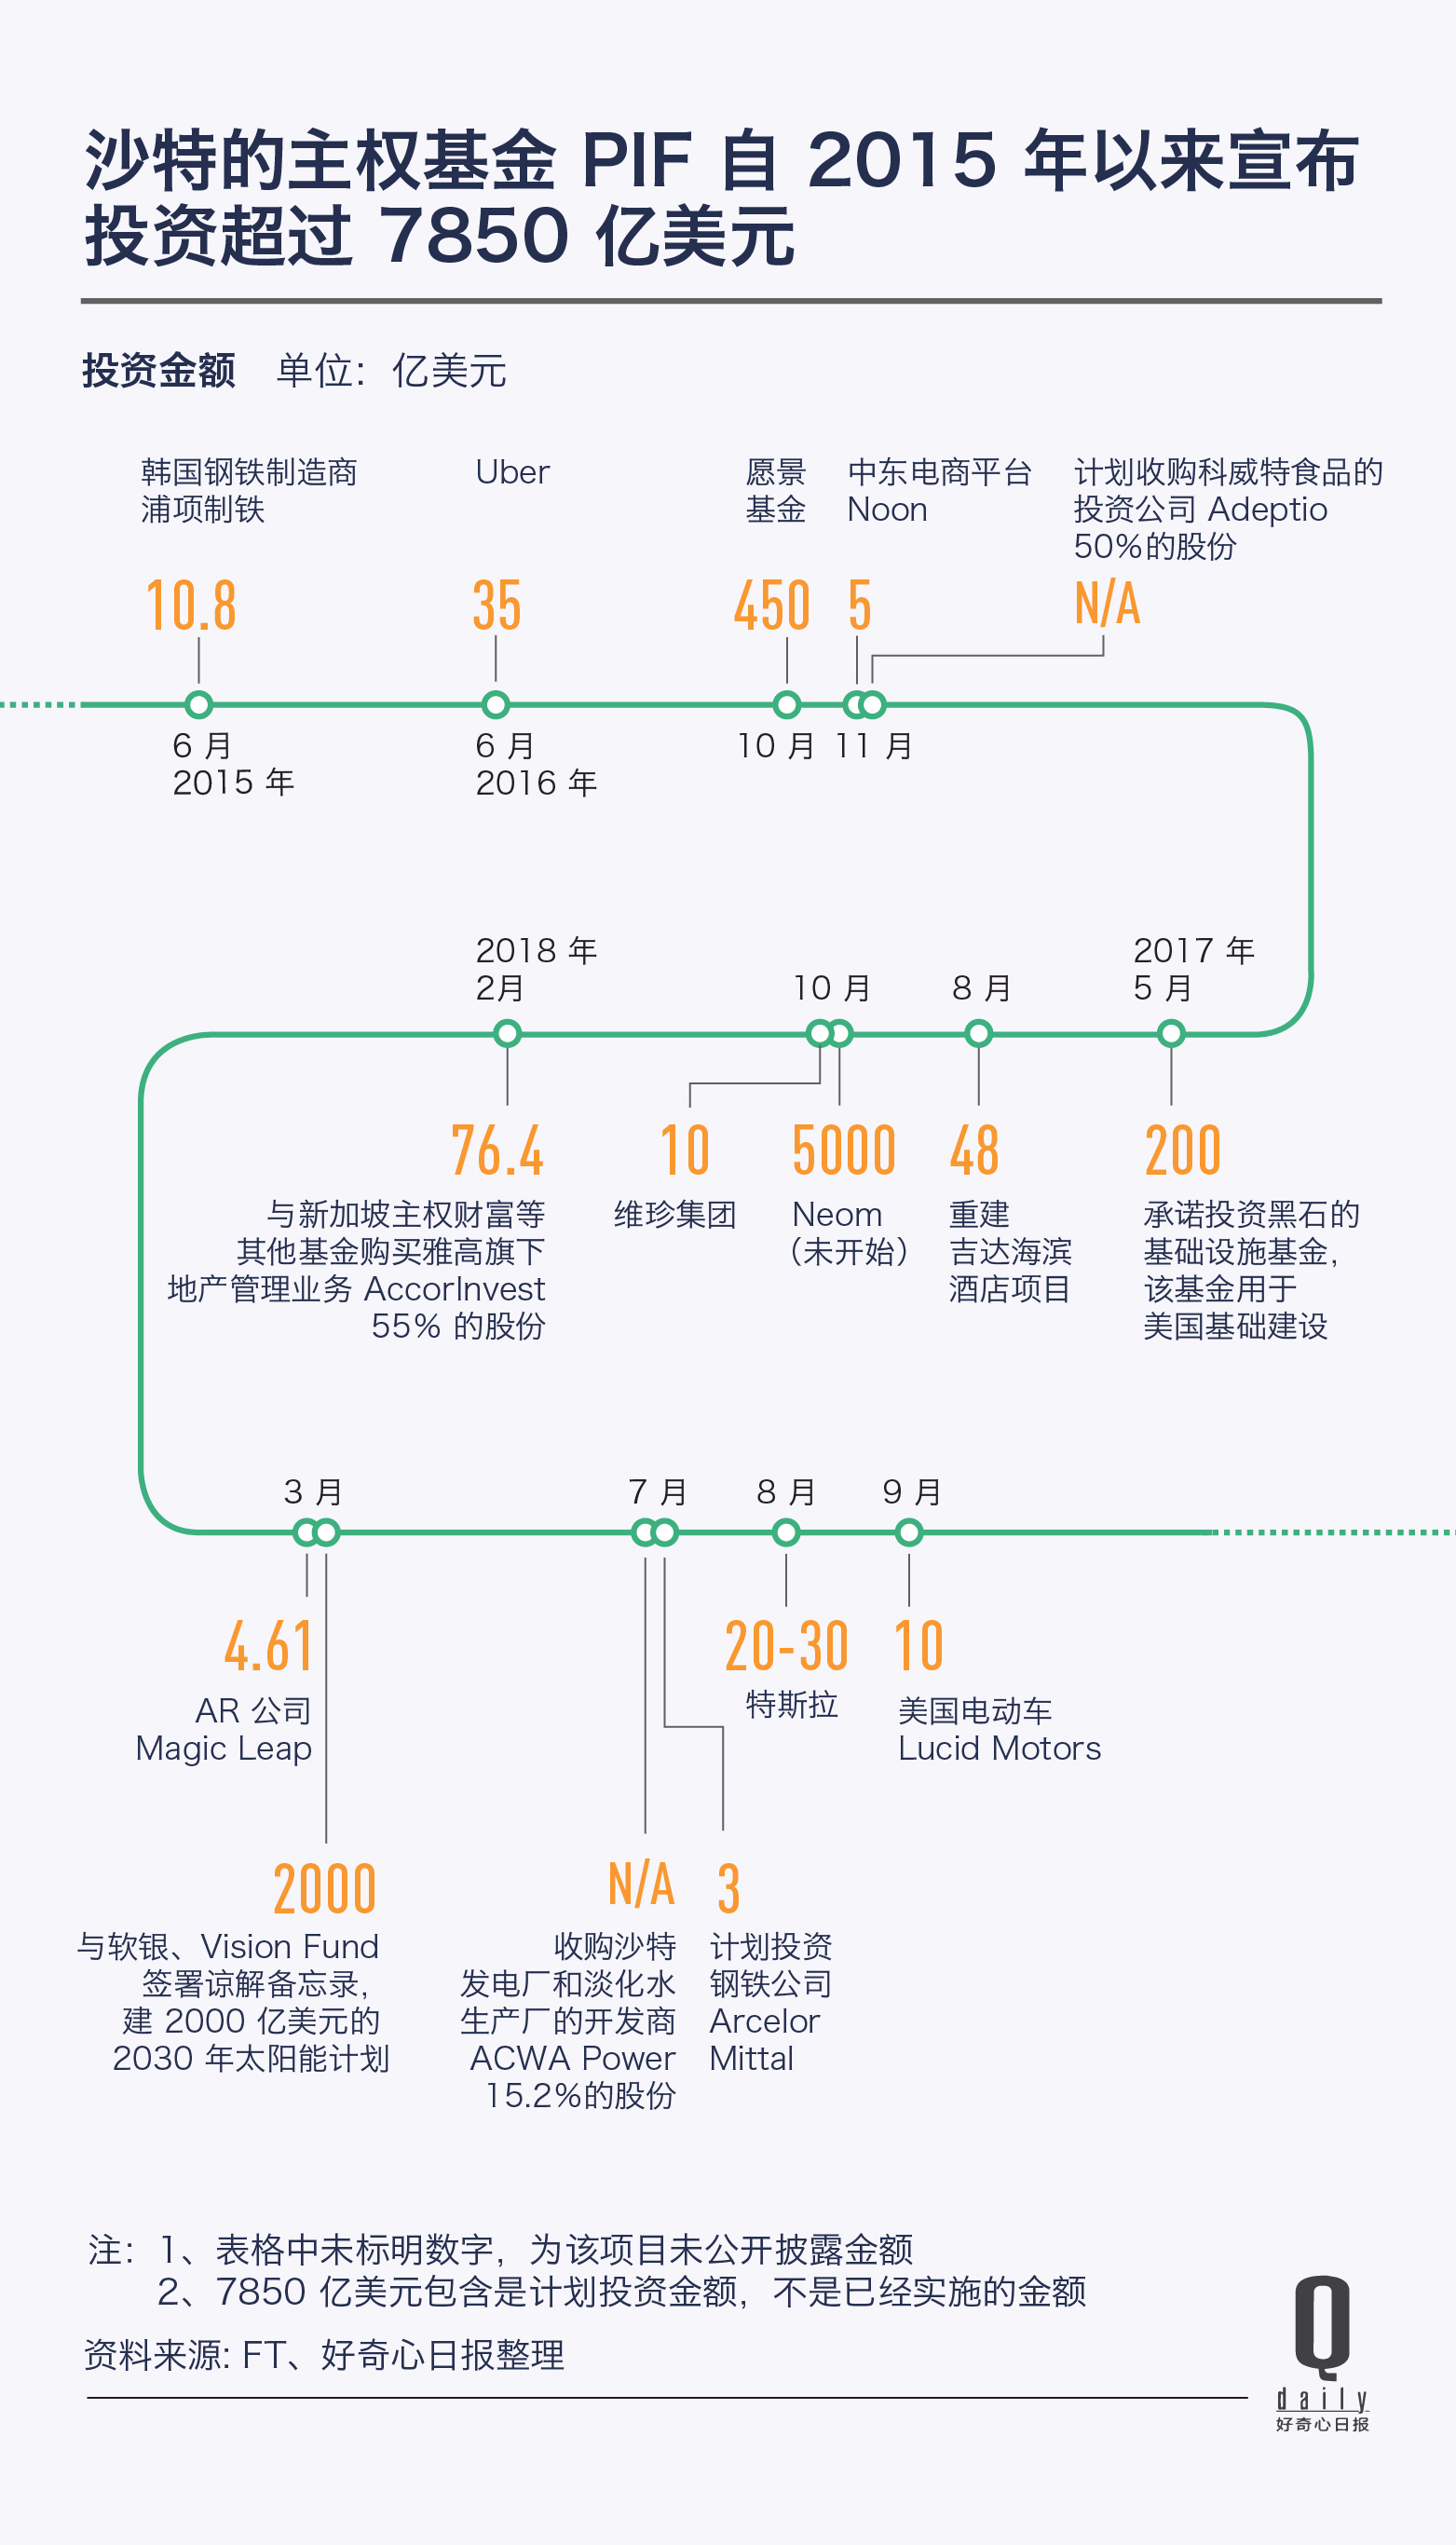 沙特的主权基金 PIF 自 2015 年以来宣布
投资超过 7850 亿美元
投资金额 单位：亿美元
韩国钢铁制造商
浦项制铁
10.8
6 月
2015 年
Uber
35
6 月
2016 年
愿景
基金
450
10 月
中东电商平台
Noon
5
11 月
计划收购科威特食品的
投资公司 Adeptio
50%的股份
N/A
2017 年
5 月
200
承诺投资黑石的
基础设施基金，
该基金用于
美国基础建设
8 月
48
重建
吉达海滨
酒店项目
10 月
5000
Neom
（未开始）
10
维珍集团
2018 年
2月
76.4
与新加坡主权财富等
其他基金购买雅高旗下
地产管理业务 AccorInvest
55% 的股份
3 月
4.61
AR 公司
Magic Leap
2000
与软银、Vision Fund
签署谅解备忘录，
建 2000 亿美元的
2030 年太阳能计划
7 月
N/A
收购沙特
发电厂和淡化水
生产厂的开发商
ACWA Power
15.2%的股份
3
计划投资
钢铁公司
Arcelor
Mittal
8 月
20-30
特斯拉
9 月
10
美国电动车
Lucid Motors
注：1、表格中未标明数字，为该项目未公开披露金额
2、7850 亿美元包含是计划投资金额，不是已经实施的金额
资料来源: FT、好奇心日报整理
Q
daily
好奇心日报